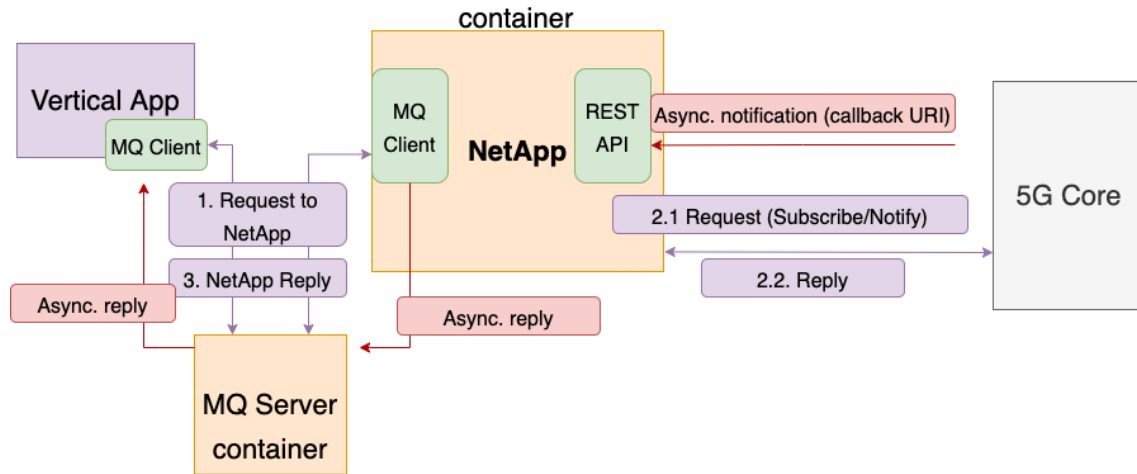 container
Vertical App
MQ Client
MQ
Client
NetApp
REST
API
Async. notification (callback URI)
5G Core
1. Request to
NetApp
2.1 Request (Subscribe/Notify)
3. NetApp Reply
2.2. Reply
Async. reply
Async. reply
MQ Server
container